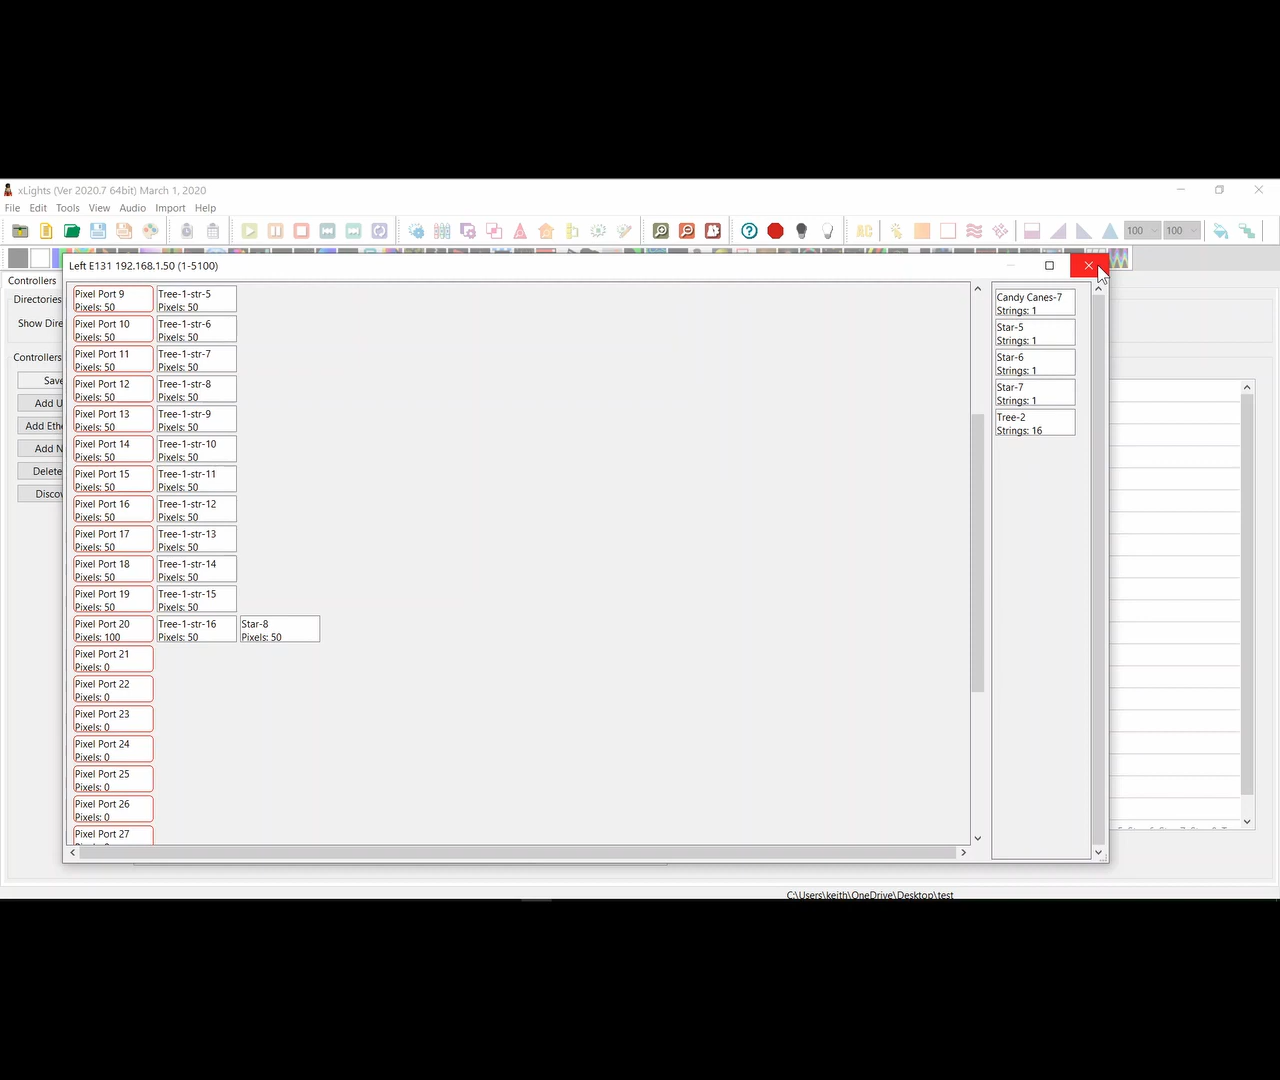 xLights (Ver 2020.7 64bit) March 1, 2020
File Edit Tools View Audio Import Help
AC
100 100
Left E131 192.168.1.50 (1-5100)
Controllers
Directories
Show Dire
Controllers
Save
Add U
Add Ethe
Add N
Delete
Discov
Pixel Port 9
Pixels: 50
Tree-1-str-5
Pixels: 50
Pixel Port 10
Pixels: 50
Tree-1-str-6
Pixels: 50
Pixel Port 11
Pixels: 50
Tree-1-str-7
Pixels: 50
Pixel Port 12
Pixels: 50
Tree-1-str-8
Pixels: 50
Pixel Port 13
Pixels: 50
Tree-1-str-9
Pixels: 50
Pixel Port 14
Pixels: 50
Tree-1-str-10
Pixels: 50
Pixel Port 15
Pixels: 50
Tree-1-str-11
Pixels: 50
Pixel Port 16
Pixels: 50
Tree-1-str-12
Pixels: 50
Pixel Port 17
Pixels: 50
Tree-1-str-13
Pixels: 50
Pixel Port 18
Pixels: 50
Tree-1-str-14
Pixels: 50
Pixel Port 19
Pixels: 50
Tree-1-str-15
Pixels: 50
Pixel Port 20
Pixels: 100
Tree-1-str-16
Pixels: 50
Star-8
Pixels: 50
Pixel Port 21
Pixels: 0
Pixel Port 22
Pixels: 0
Pixel Port 23
Pixels: 0
Pixel Port 24
Pixels: 0
Pixel Port 25
Pixels: 0
Pixel Port 26
Pixels: 0
Pixel Port 27
Candy Canes-7
Strings: 1
Star-5
Strings: 1
Star-6
Strings: 1
Star-7
Strings: 1
Tree-2
Strings: 16
C:\Users\keith\OneDrive\Desktop\test